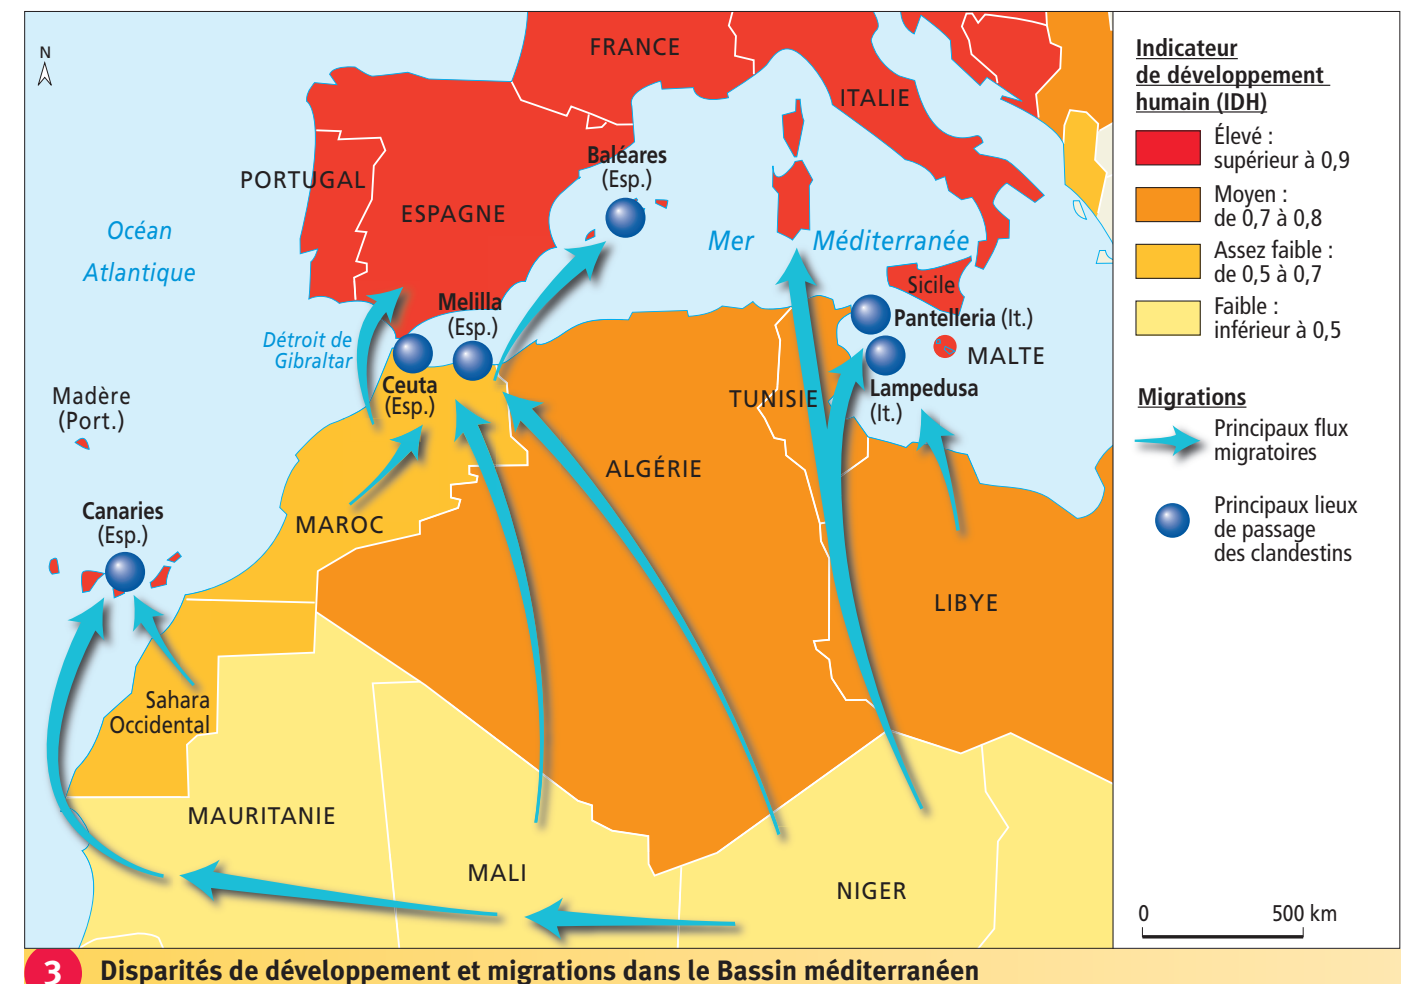 N
FRANCE
ITALIE
Baléares
(Esp.)
PORTUGAL
ESPAGNE
Océan
Atlantique
Mer Méditerranée
Sicile
Melilla
(Esp.)
Pantelleria (It.)
Détroit de
Gibraltar
MALTE
Ceuta
(Esp.)
Lampedusa
(It.)
TUNISIE
Madère
(Port.)
ALGÉRIE
Canaries
(Esp.)
MAROC
LIBYE
Sahara
Occidental
MAURITANIE
MALI
NIGER
Indicateur
de développement
humain (IDH)
Élevé :
supérieur à 0,9
Moyen :
de 0,7 à 0,8
Assez faible :
de 0,5 à 0,7
Faible :
inférieur à 0,5
Migrations
Principaux flux
migratoires
Principaux lieux
de passage
des clandestins
0 500 km
3 Disparités de développement et migrations dans le Bassin méditerranéen